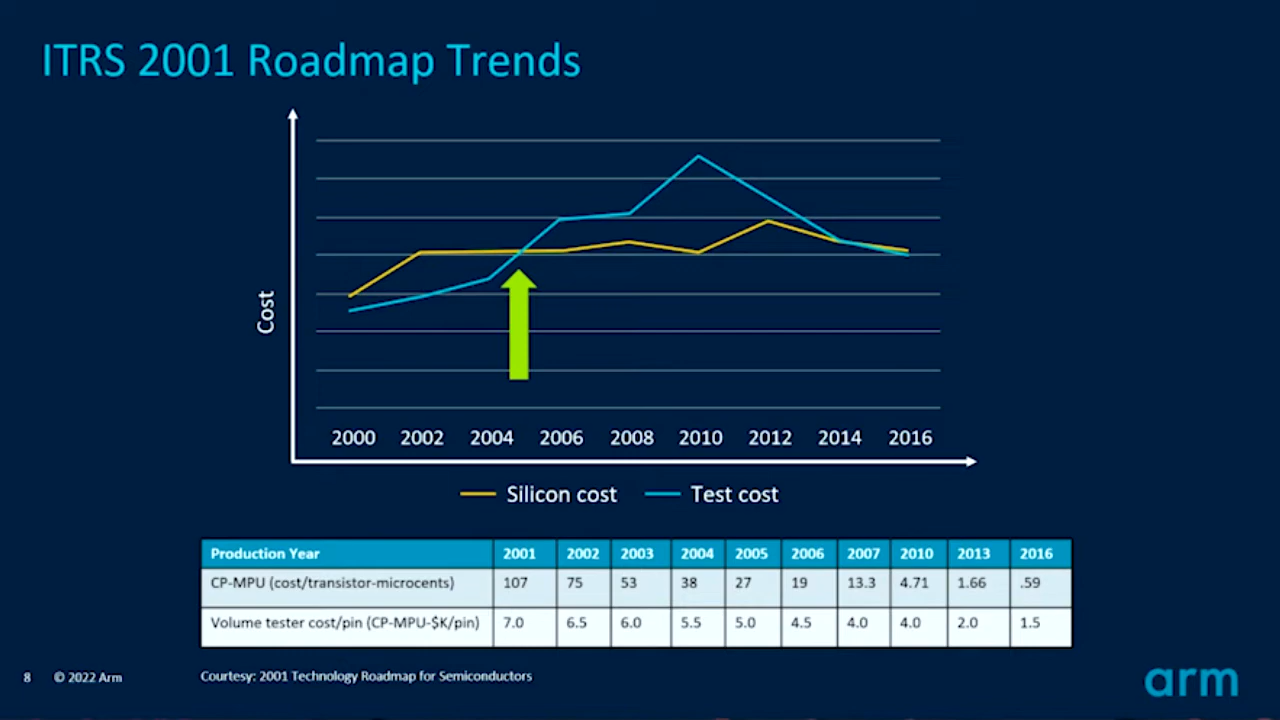 ITRS 2001 Roadmap Trends
Cost
2000 2002 2004 2006 2008 2010 2012 2014 2016
Silicon cost Test cost
Production Year 2001 2002 2003 2004 2005 2006 2007 2010 2013 2016
CP-MPU (cost/transistor-microcents) 107 75 53 38 27 19 13.3 4.71 1.66 .59
Volume tester cost/pin (CP-MPU-$K/pin) 7.0 6.5 6.0 5.5 5.0 4.5 4.0 4.0 2.0 1.5
8 © 2022 Arm Courtesy: 2001 Technology Roadmap for Semiconductors
arm